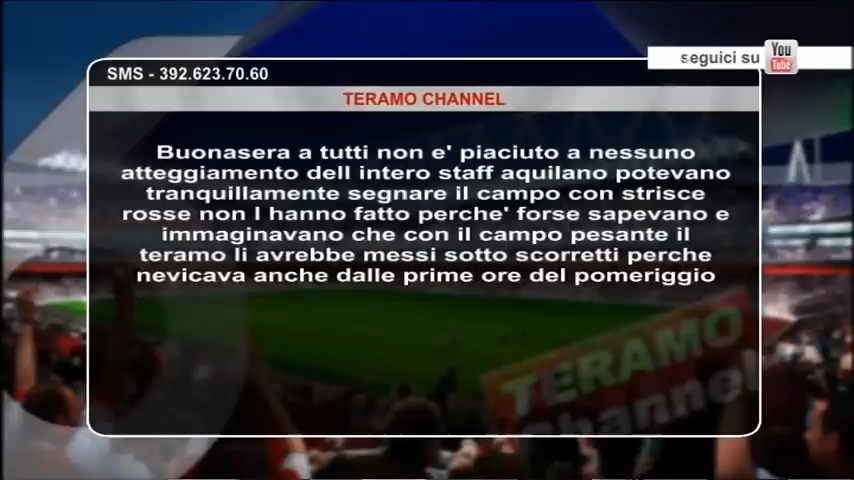 seguici su You Tube
SMS - 392.623.70.60
TERAMO CHANNEL
Buonasera a tutti non e' piaciuto a nessuno
atteggiamento dell intero staff aquilano potevano
tranquillamente segnare il campo con strisce
rosse non l hanno fatto perche' forse sapevano e
immaginavano che con il campo pesante il
teramo li avrebbe messi sotto scorretti perche
nevicava anche dalle prime ore del pomeriggio
TERAMO
Channel